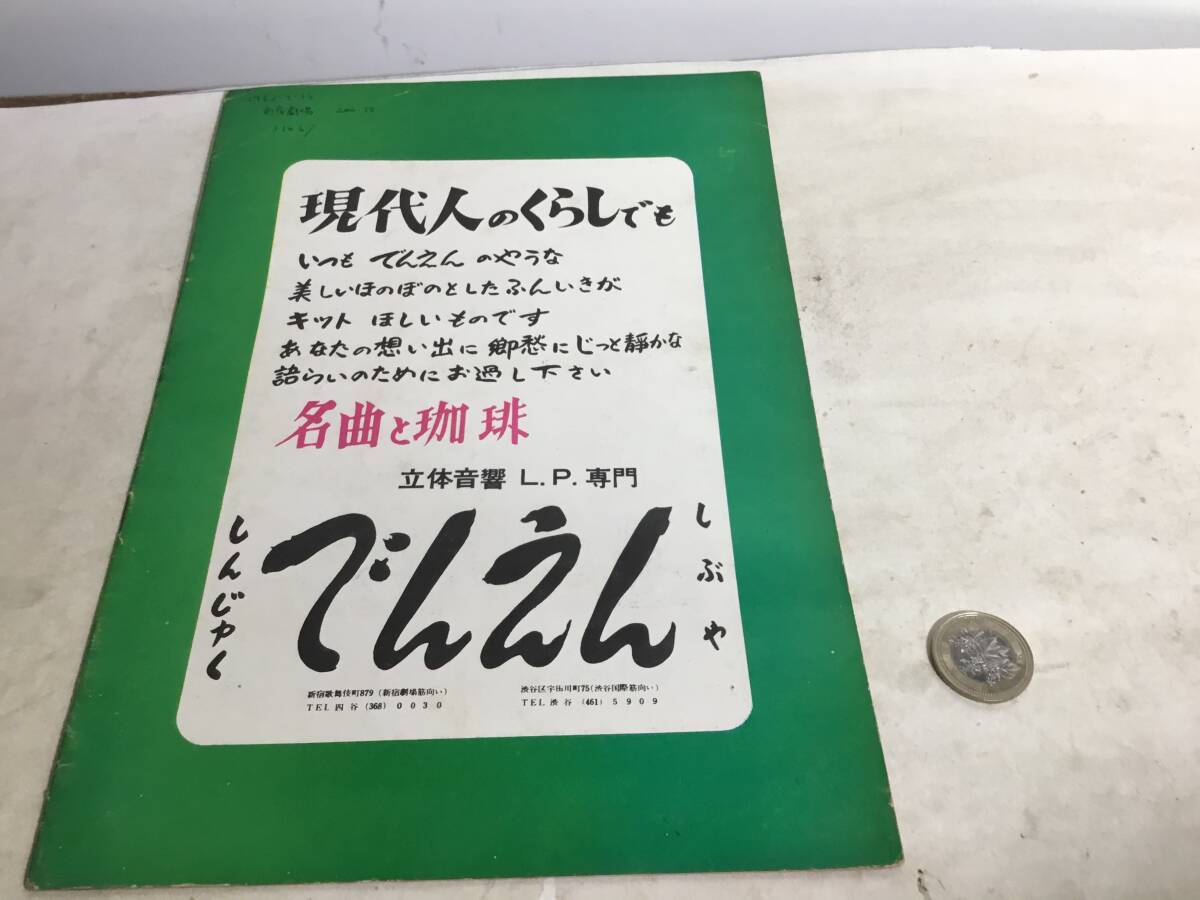 新宿劇場
現代人のくらしでも
いつも でんえん のやうな
美しいほのぼのとしたふんいきが
キット ほしいものです
あなたの想い出に 郷愁にじっと靜かな
語らいのためにお過し下さい
名曲と珈琲
立体音響 L.P.専門
しんじゆく
でんえん
しぶや
新宿歌舞伎町879(新宿劇場筋向い)
TEL 四谷 (368) 0030
渋谷区宇田川町75(渋谷国際筋向い)
TEL 渋谷 (461) 5909